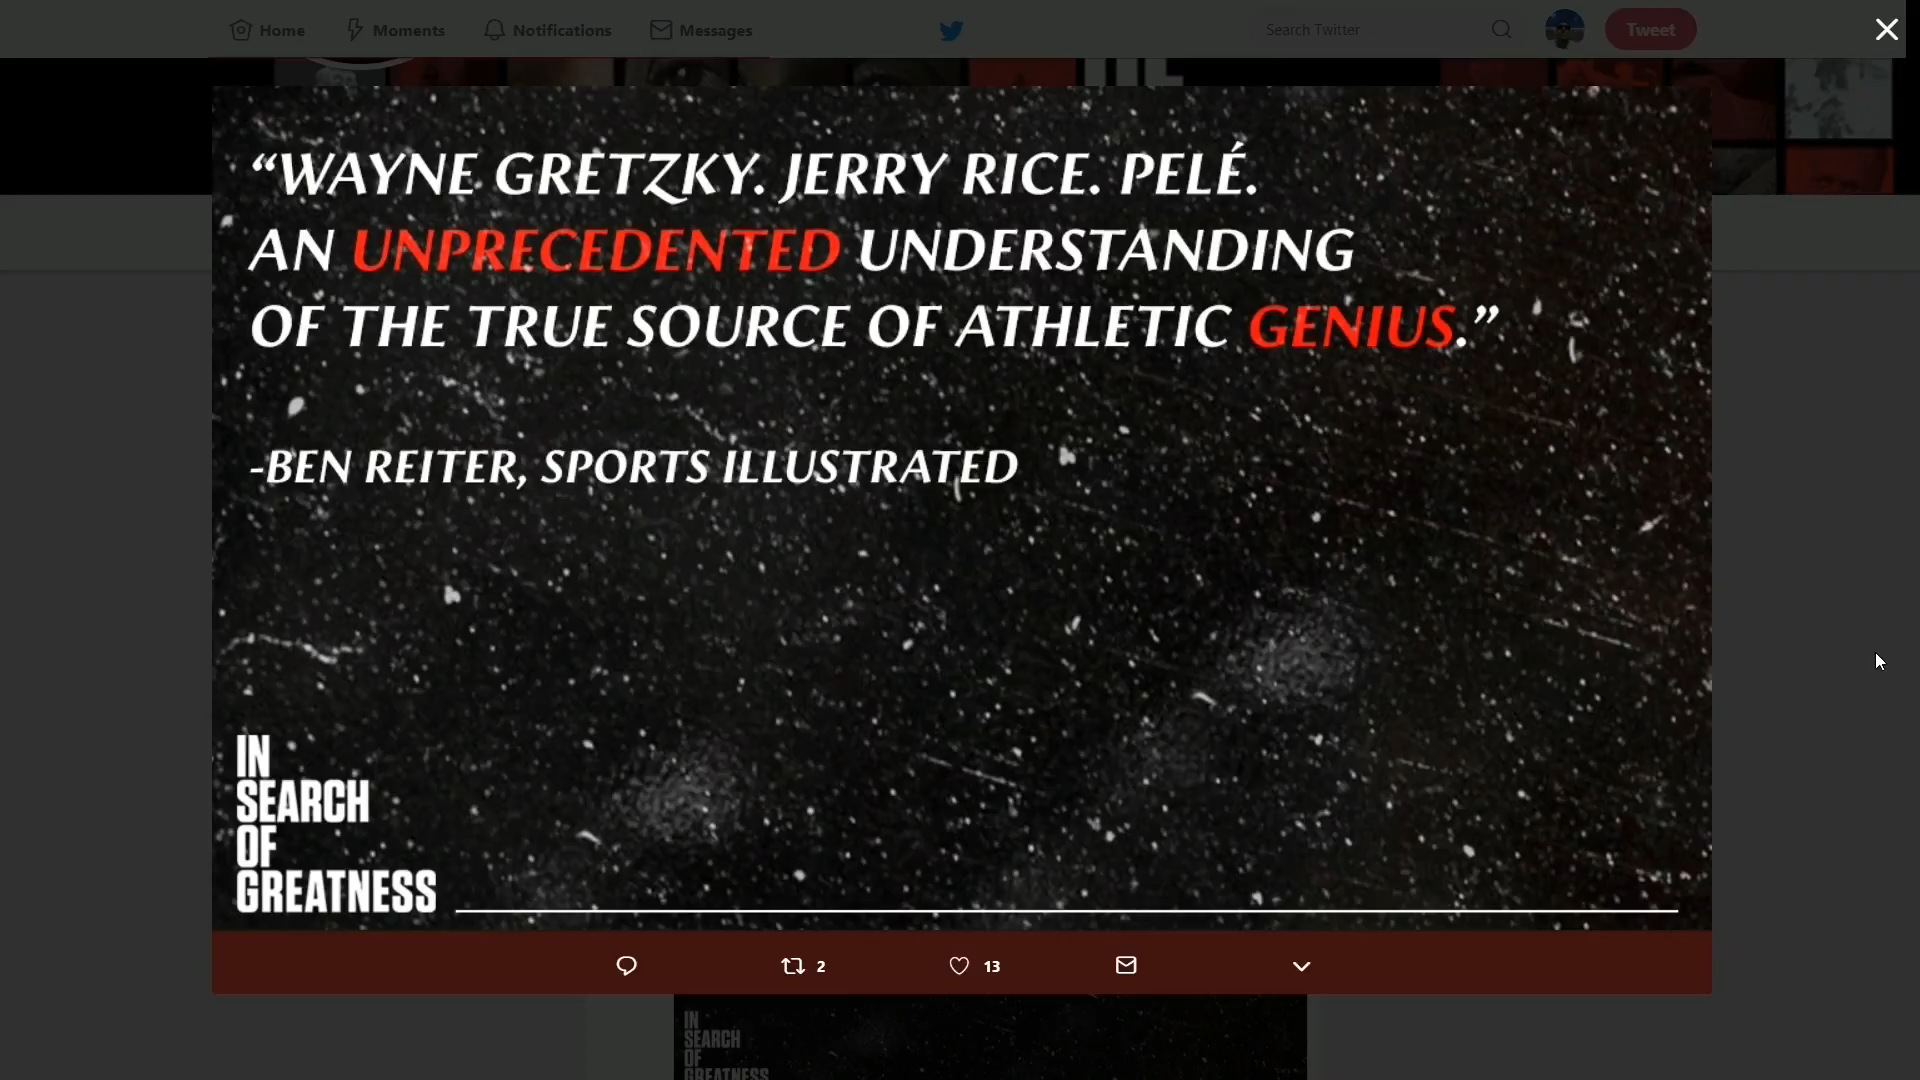 Home
Moments
Notifications
Messages
Search Twitter
Tweet
“WAYNE GRETZKY. JERRY RICE. PELÉ.
AN UNPRECEDENTED UNDERSTANDING
OF THE TRUE SOURCE OF ATHLETIC GENIUS.”
-BEN REITER, SPORTS ILLUSTRATED
IN
SEARCH
OF
GREATNESS
2
13
IN
SEARCH
OF
GREATNESS